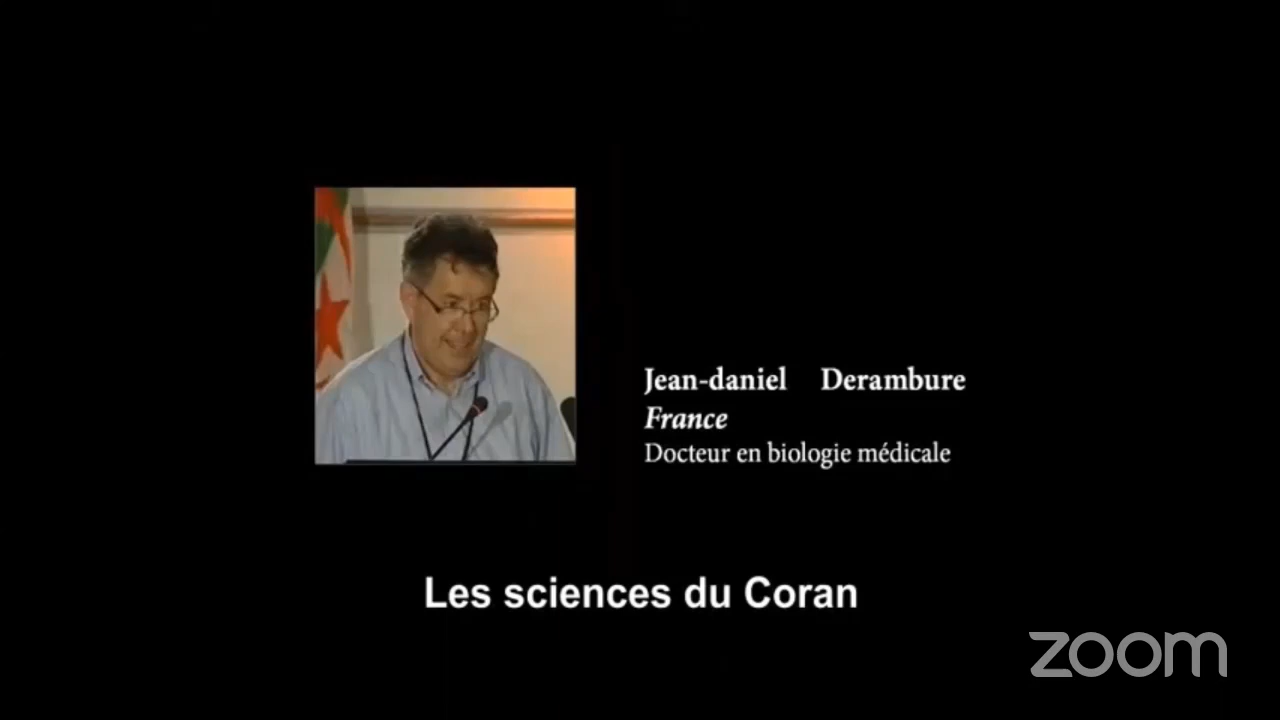 Jean-daniel Derambure
France
Docteur en biologie médicale
Les sciences du Coran
zoom